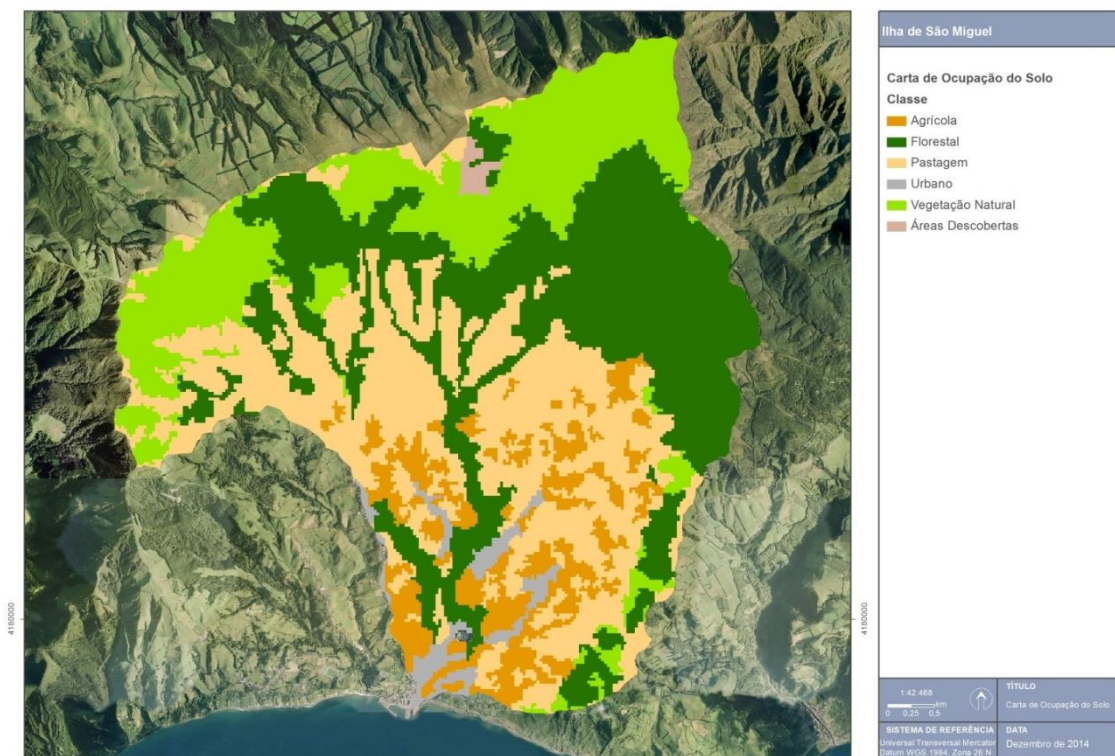 Ilha de São Miguel
Carta de Ocupação do Solo
Classe
Agrícola
Florestal
Pastagem
Urbano
Vegetação Natural
Áreas Descobertas
4180000
4180000
1:42.468
km
0 0,25 0,5
TÍTULO
Carta de Ocupação do Solo
SISTEMA DE REFERÊNCIA
Universal Transversal Mercator
Datum WGS 1984, Zona 26 N
DATA
Dezembro de 2014